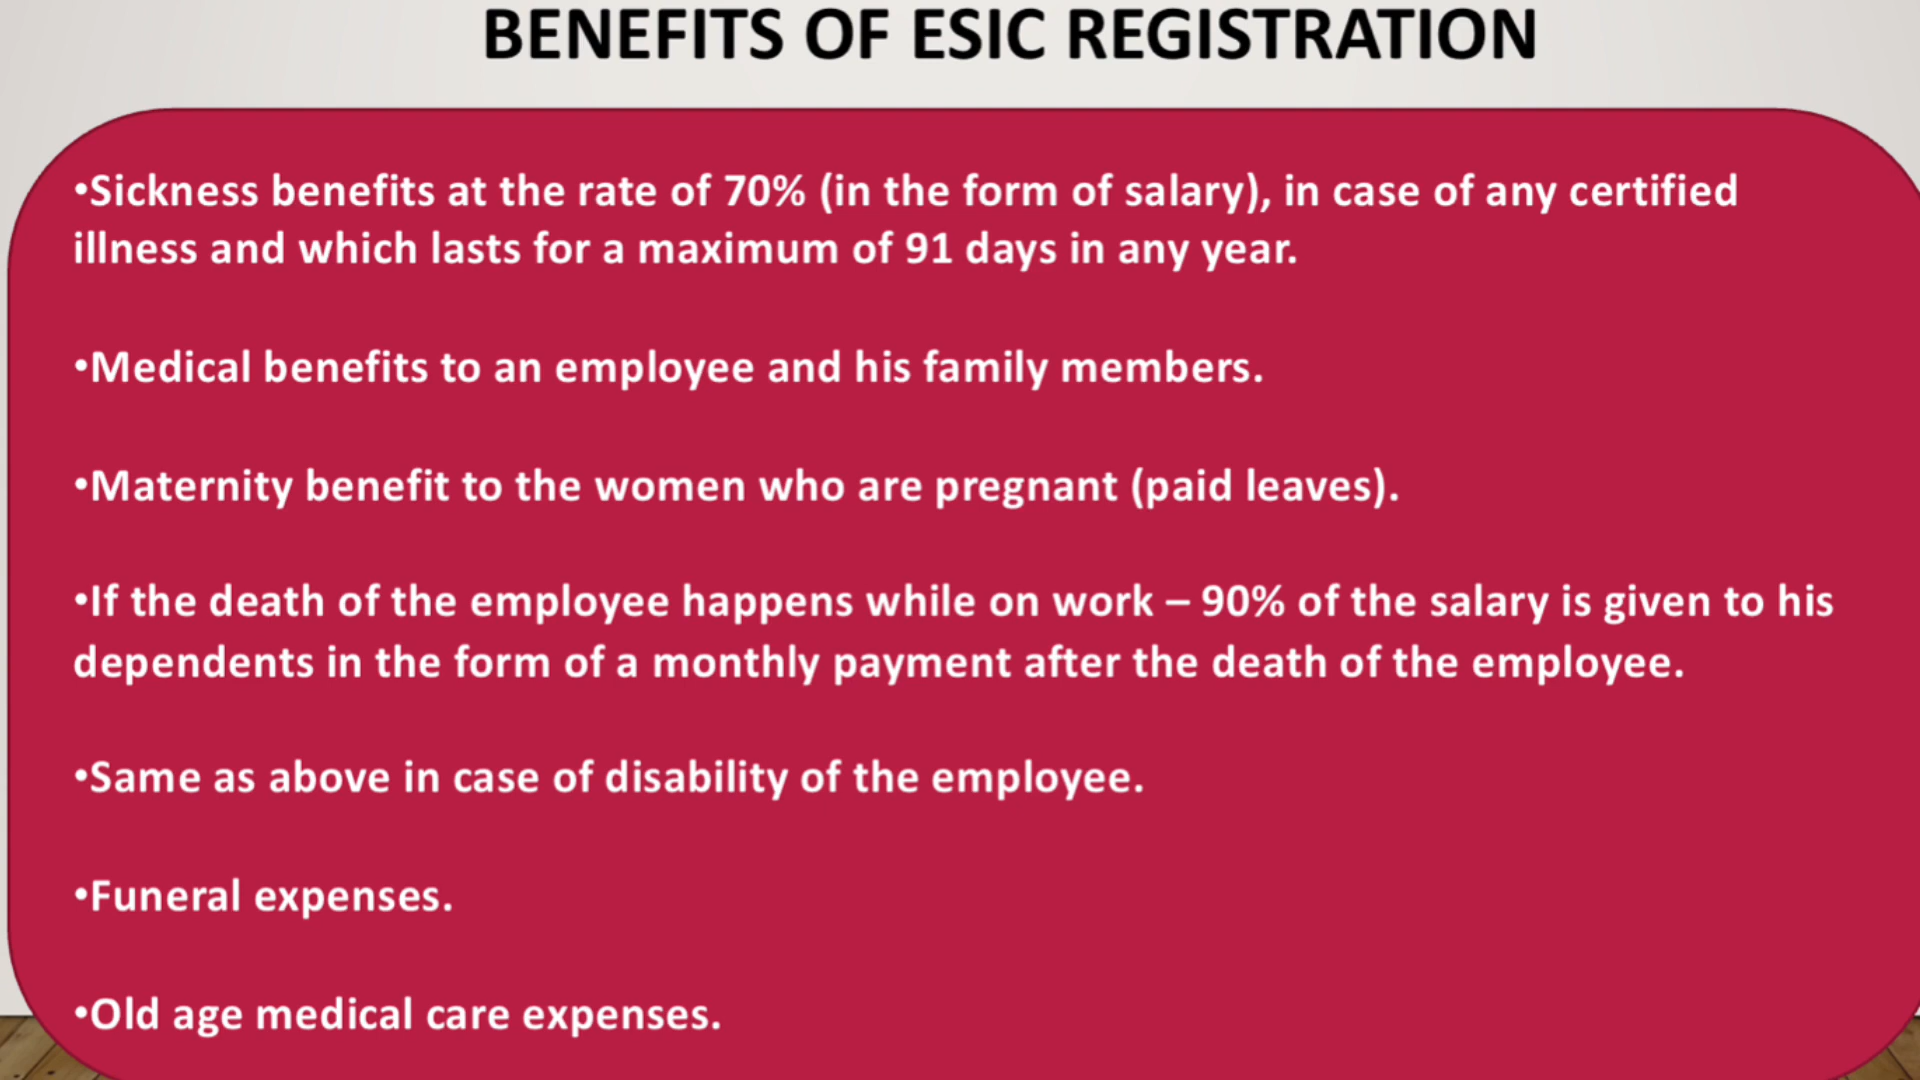 BENEFITS OF ESIC REGISTRATION
•Sickness benefits at the rate of 70% (in the form of salary), in case of any certified
illness and which lasts for a maximum of 91 days in any year.
•Medical benefits to an employee and his family members.
•Maternity benefit to the women who are pregnant (paid leaves).
•If the death of the employee happens while on work – 90% of the salary is given to his
dependents in the form of a monthly payment after the death of the employee.
•Same as above in case of disability of the employee.
•Funeral expenses.
•Old age medical care expenses.